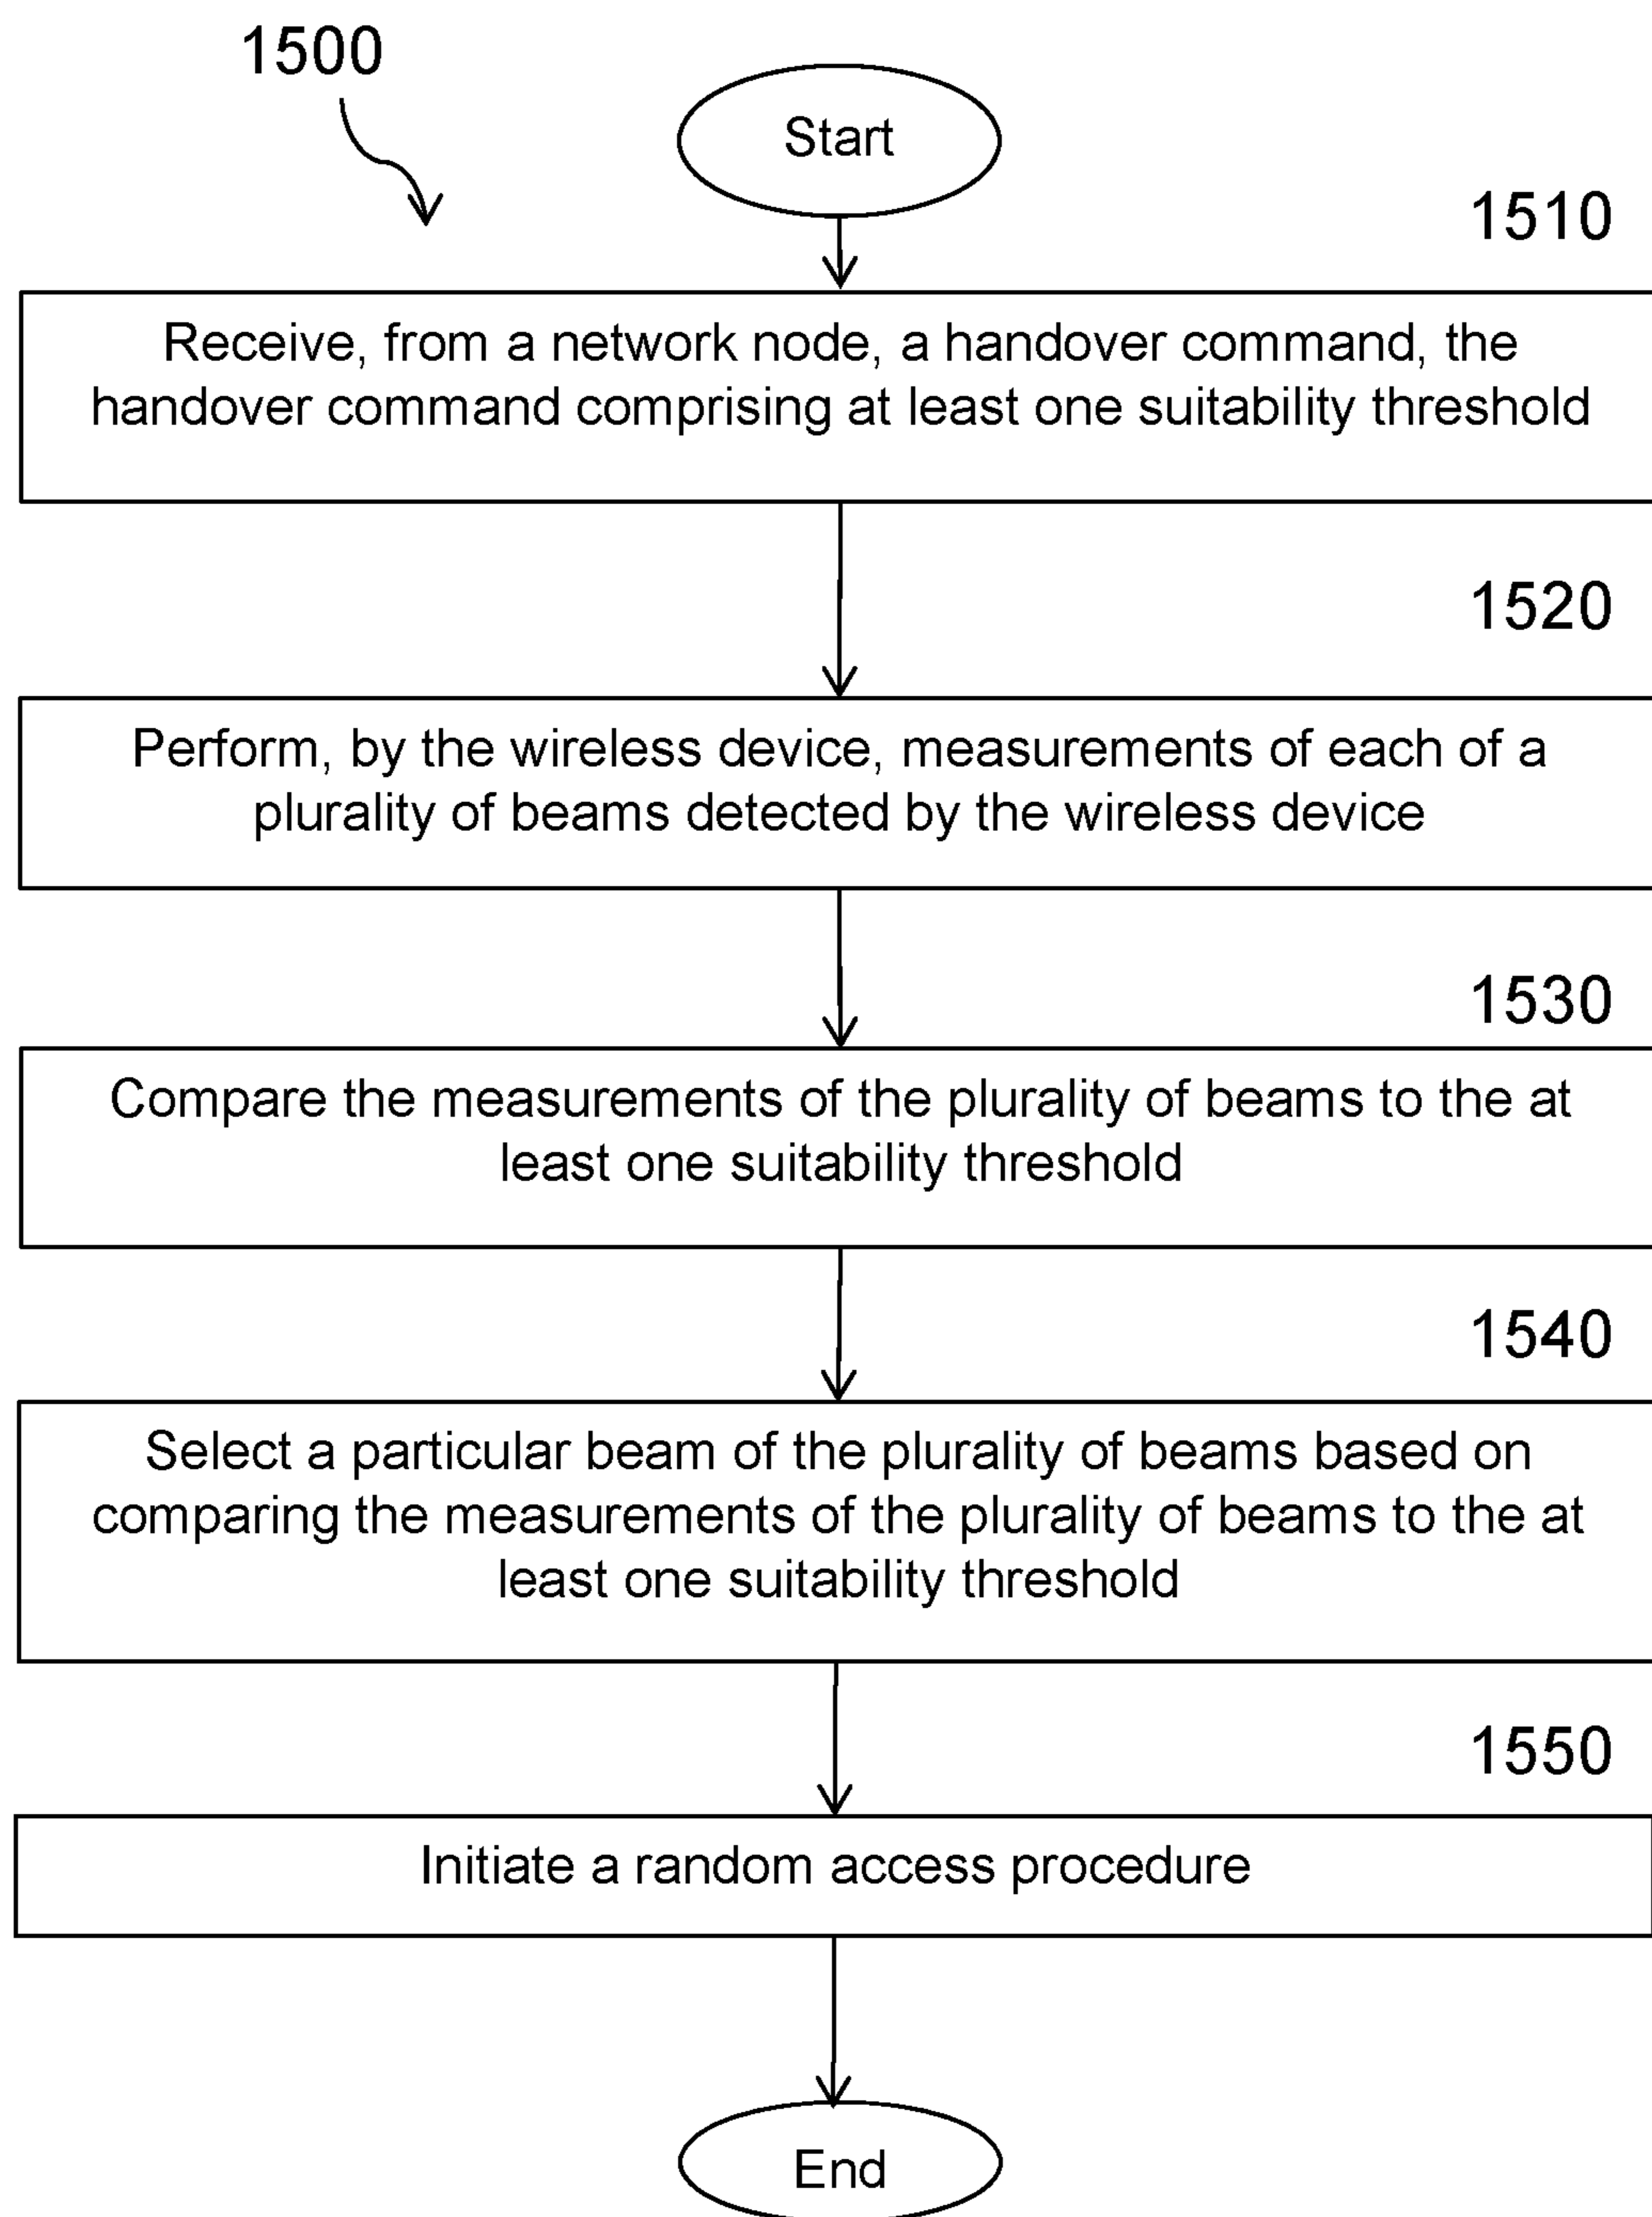 1500
Start
1510
Receive, from a network node, a handover command, the
handover command comprising at least one suitability threshold
1520
Perform, by the wireless device, measurements of each of a
plurality of beams detected by the wireless device
1530
Compare the measurements of the plurality of beams to the at
least one suitability threshold
1540
Select a particular beam of the plurality of beams based on
comparing the measurements of the plurality of beams to the at
least one suitability threshold
1550
Initiate a random access procedure
End